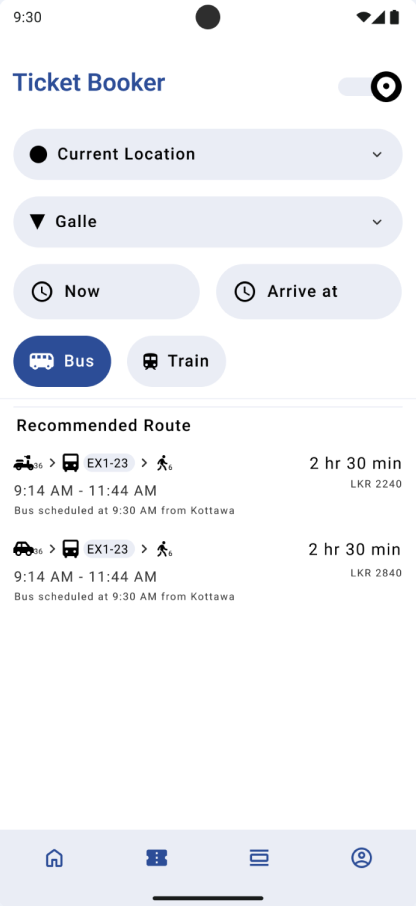 9:30
Ticket Booker
Current Location
Galle
Now Arrive at
Bus Train
Recommended Route
36 EX1-23 6 2 hr 30 min
9:14 AM - 11:44 AM LKR 2240
Bus scheduled at 9:30 AM from Kottawa
36 EX1-23 6 2 hr 30 min
9:14 AM - 11:44 AM LKR 2840
Bus scheduled at 9:30 AM from Kottawa